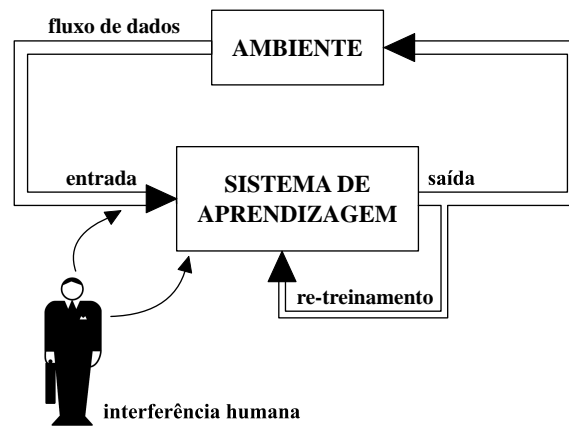 fluxo de dados
AMBIENTE
entrada
SISTEMA DE
APRENDIZAGEM
saída
re-treinamento
interferência humana